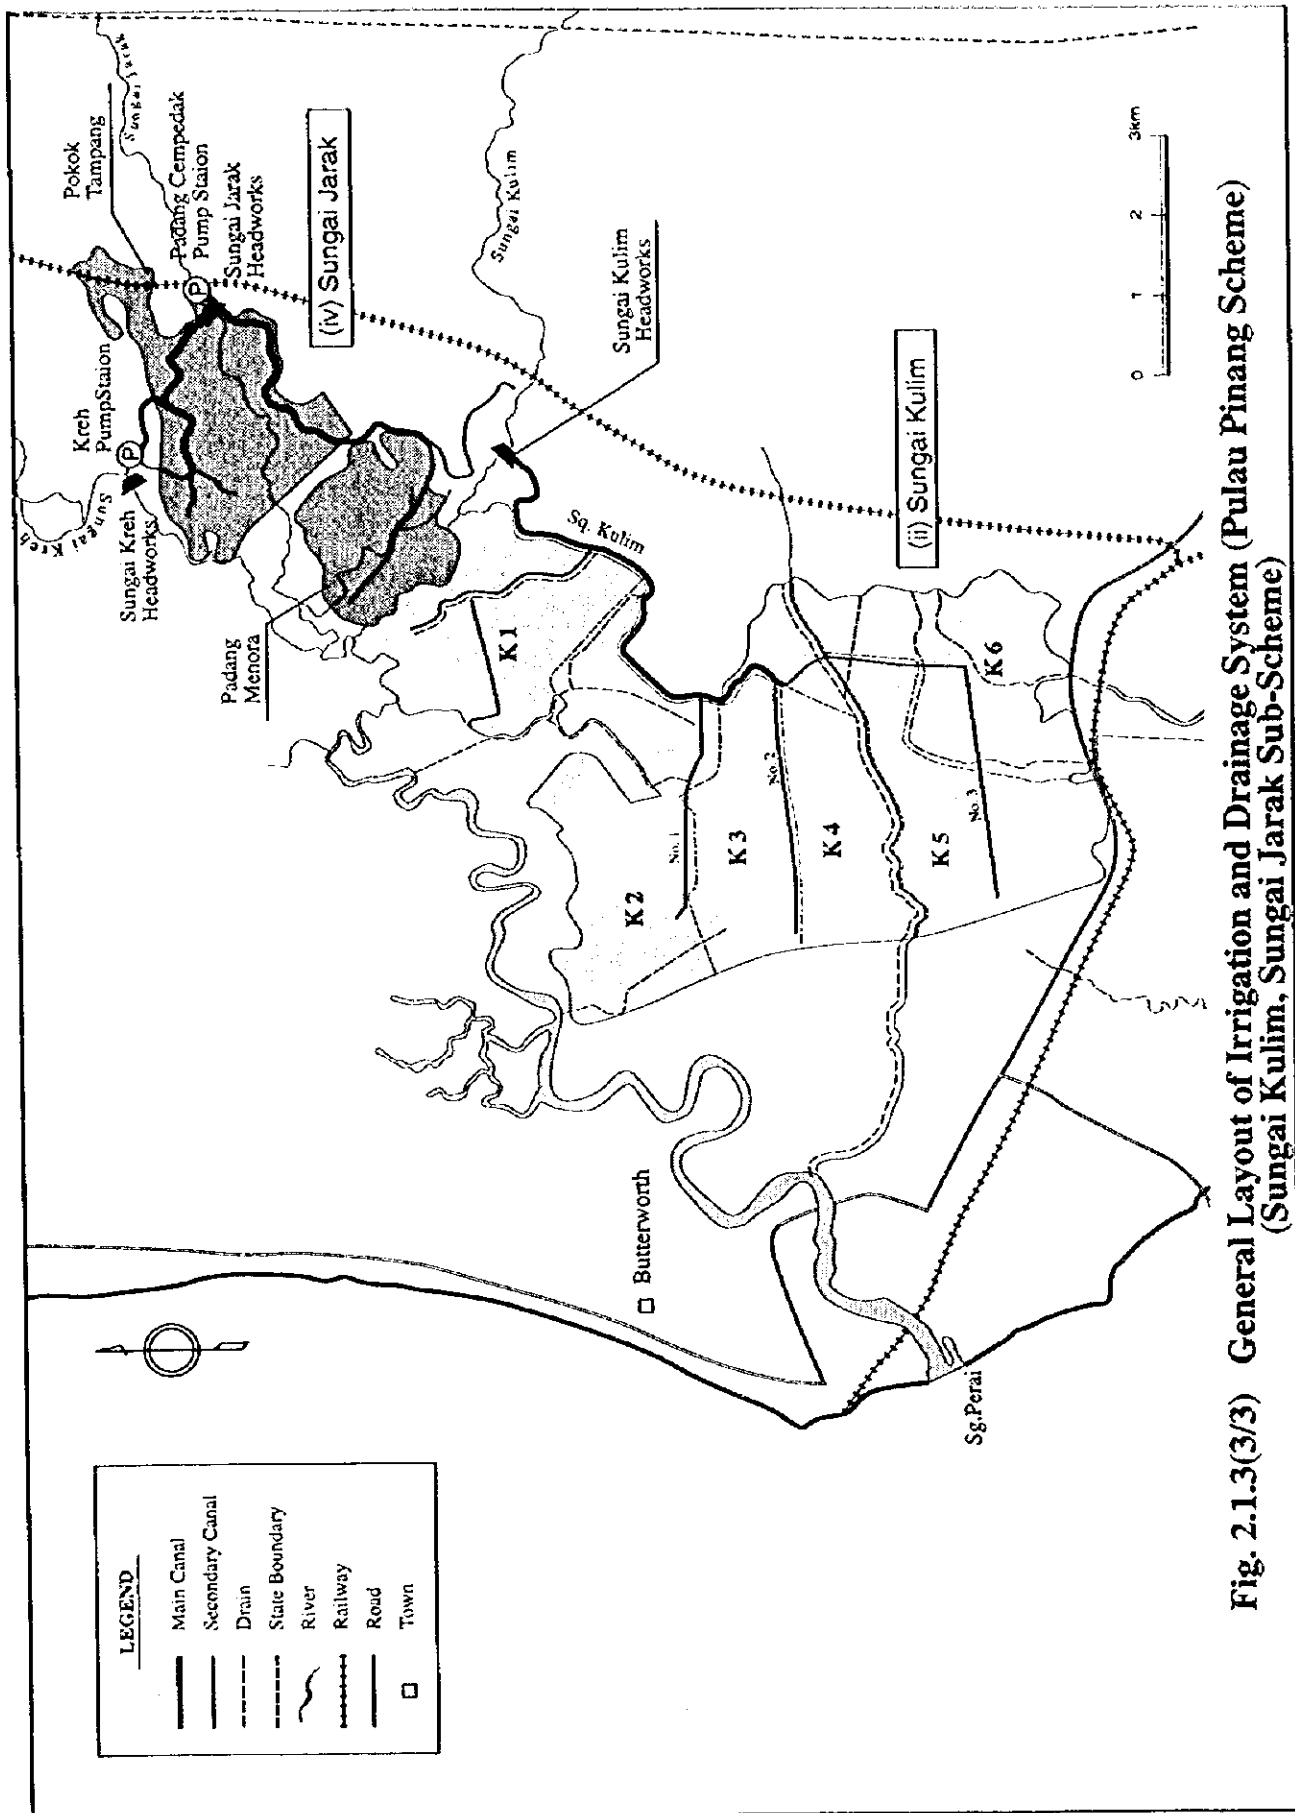 LEGEND
Main Canal
Secondary Canal
Drain
State Boundary
River
Railway
Road
Town
Butterworth
Sg.Perai
Sungai Kreh
Sungai Kreh
Headworks
Kreh
PumpStaion
P
Pokok
Tampang
Padang Cempedak
Pump Staion
P
Sungai Jarak
Headworks
Sungai Jarak
(iv) Sungai Jarak
Padang
Menora
Sungai Kulim
Sungai Kulim
Headworks
Sq. Kulim
(ii) Sungai Kulim
K1
K2
K3
K4
K5
K6
No. 1
No. 2
No. 3
0 1 2 3km
Fig. 2.1.3(3/3) General Layout of Irrigation and Drainage System (Pulau Pinang Scheme)
(Sungai Kulim, Sungai Jarak Sub-Scheme)